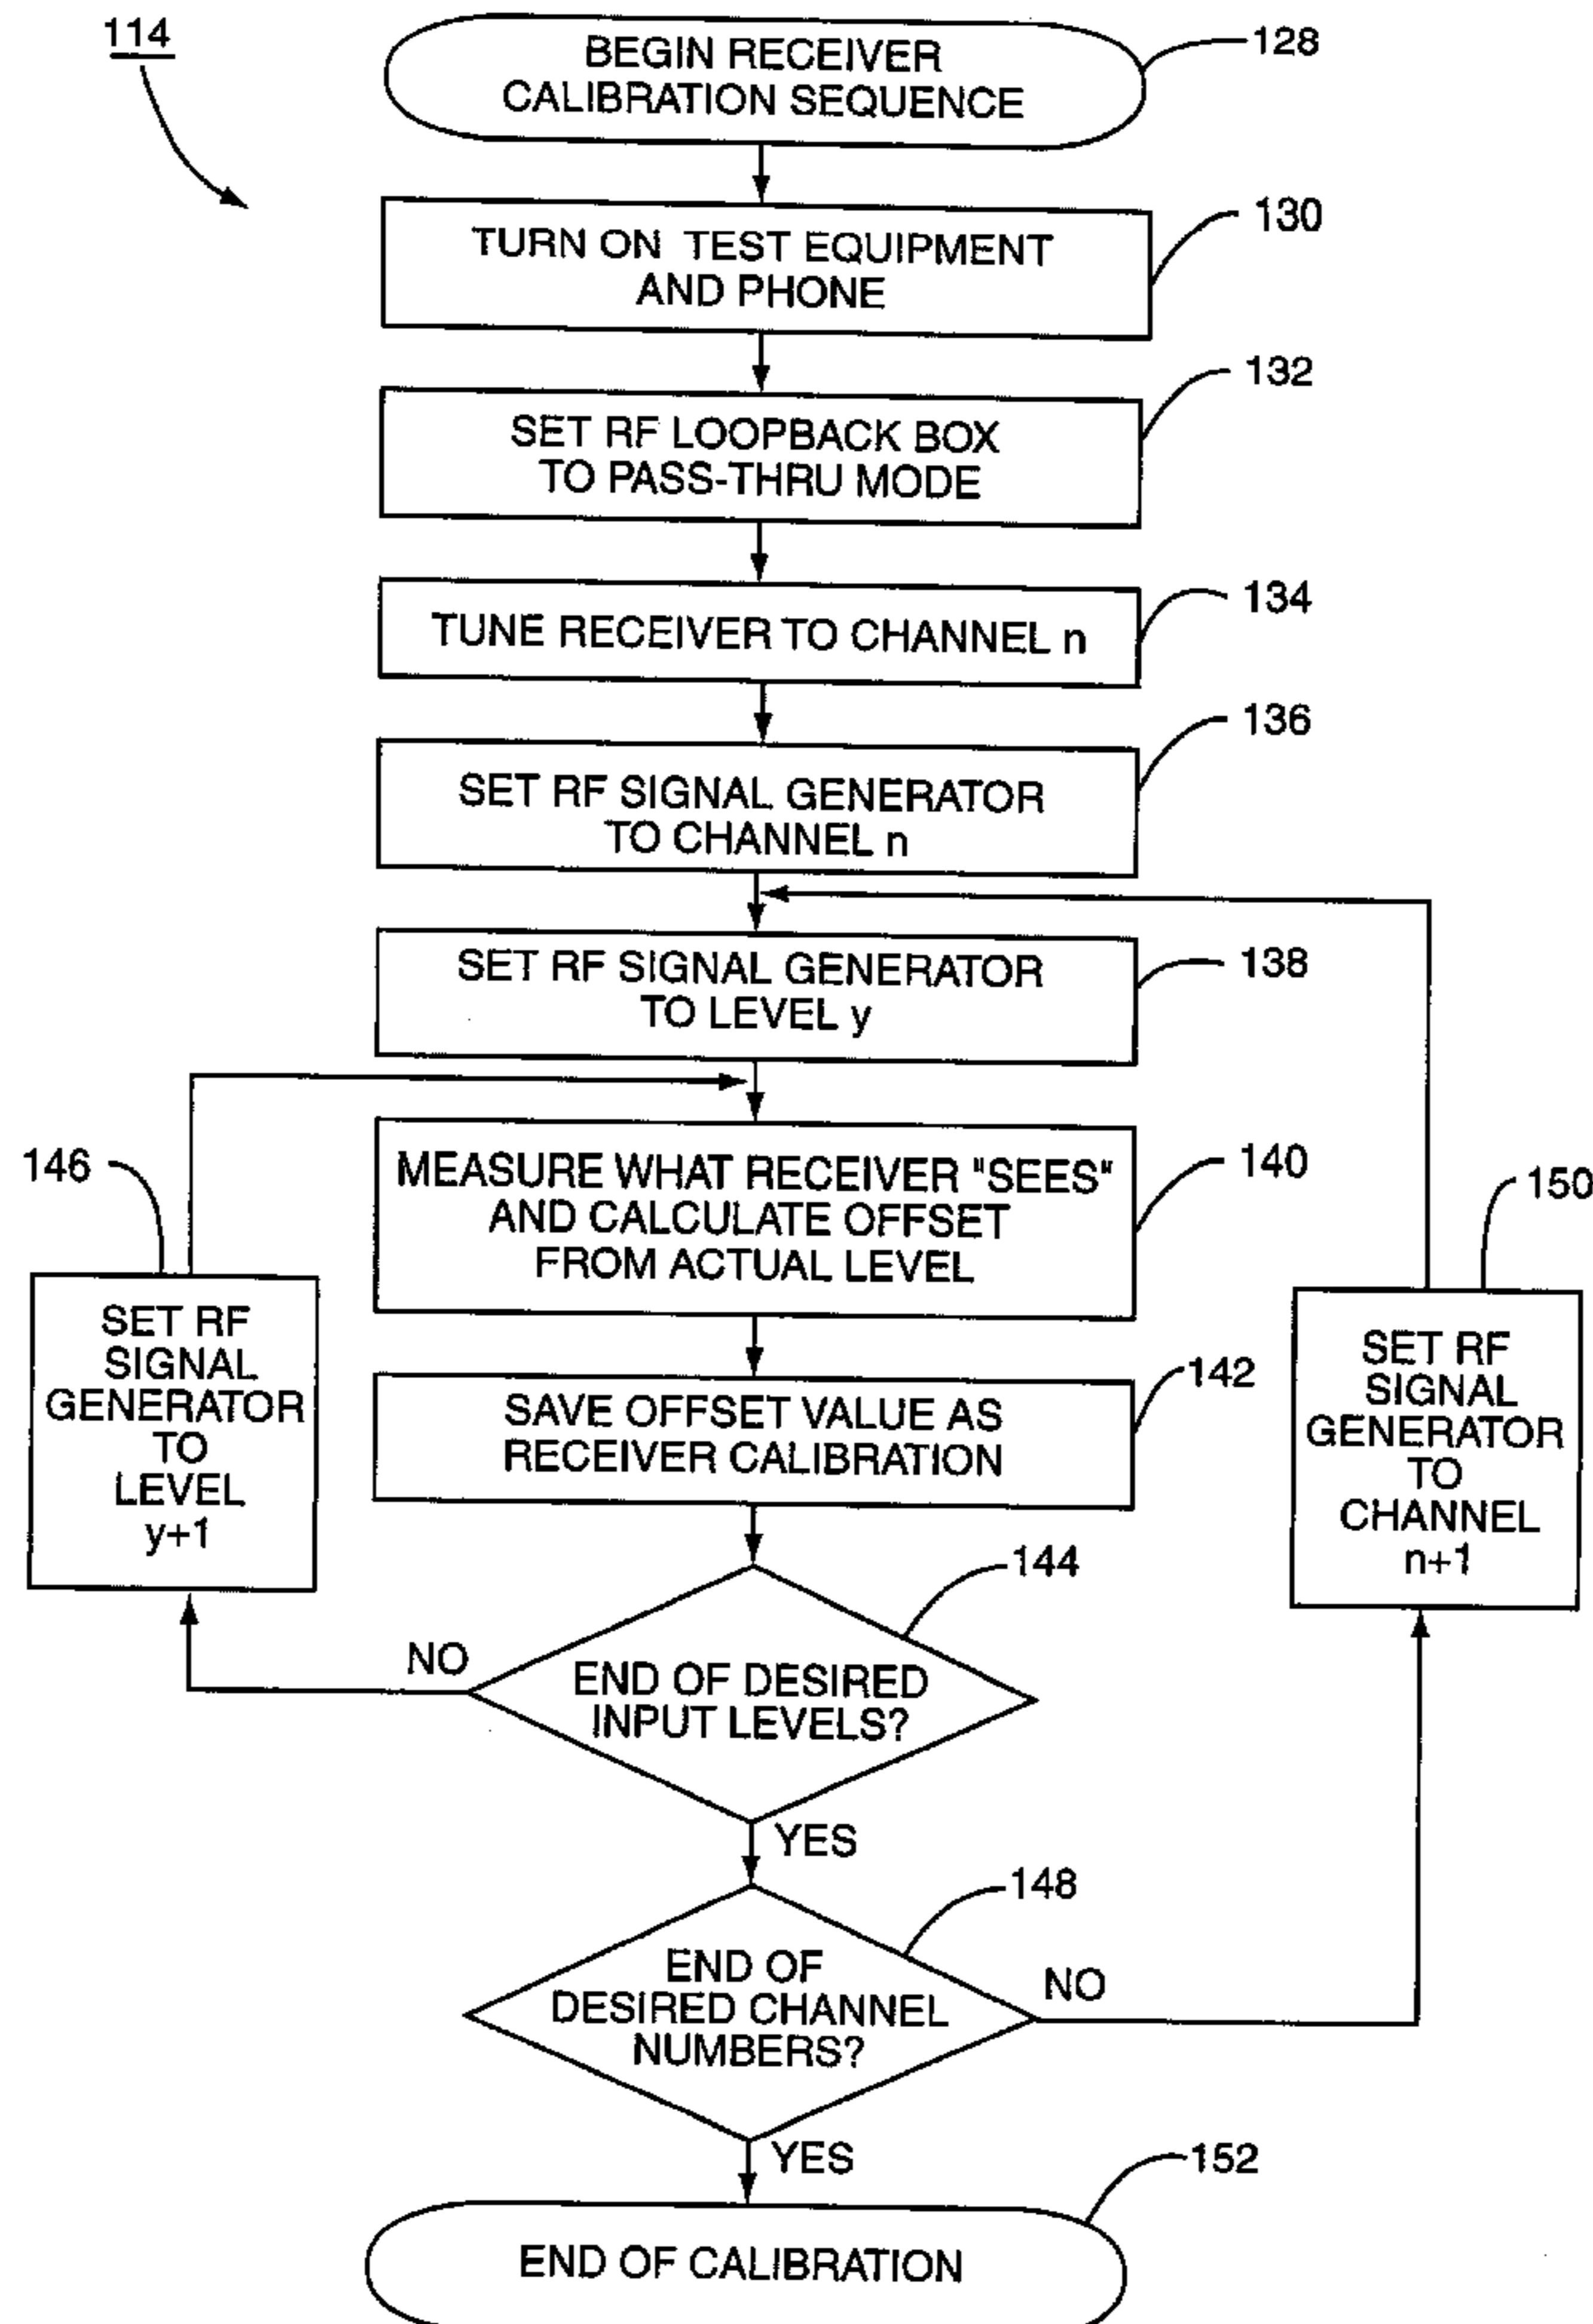 114
BEGIN RECEIVER
CALIBRATION SEQUENCE
128
TURN ON TEST EQUIPMENT
AND PHONE
130
SET RF LOOPBACK BOX
TO PASS-THRU MODE
132
TUNE RECEIVER TO CHANNEL n
134
SET RF SIGNAL GENERATOR
TO CHANNEL n
136
SET RF SIGNAL GENERATOR
TO LEVEL y
138
MEASURE WHAT RECEIVER "SEES"
AND CALCULATE OFFSET
FROM ACTUAL LEVEL
140
SAVE OFFSET VALUE AS
RECEIVER CALIBRATION
142
END OF DESIRED
INPUT LEVELS?
144
NO
146
SET RF
SIGNAL
GENERATOR
TO
LEVEL
y+1
YES
END OF
DESIRED CHANNEL
NUMBERS?
148
NO
150
SET RF
SIGNAL
GENERATOR
TO
CHANNEL
n+1
YES
END OF CALIBRATION
152